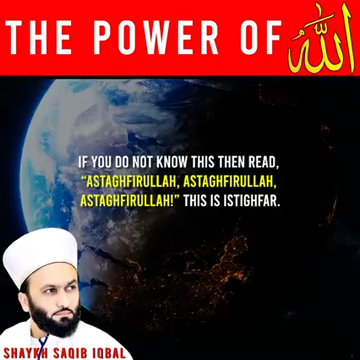 THE POWER OF الله
IF YOU DO NOT KNOW THIS THEN READ,
“ASTAGHFIRULLAH, ASTAGHFIRULLAH,
ASTAGHFIRULLAH!” THIS IS ISTIGHFAR.
SHAYKH SAQIB IQBAL